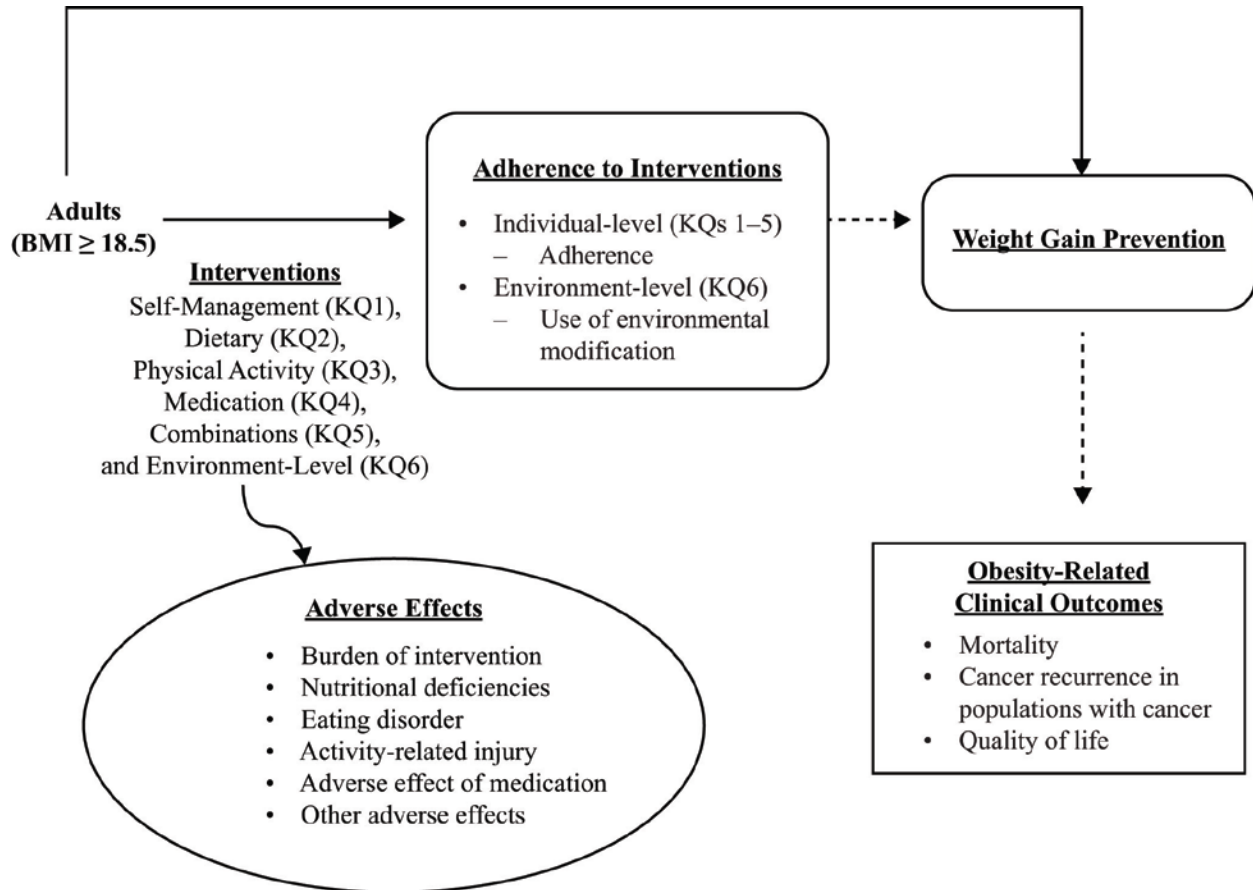 Adults
(BMI ≥ 18.5)
Interventions
Self-Management (KQ1),
Dietary (KQ2),
Physical Activity (KQ3),
Medication (KQ4),
Combinations (KQ5),
and Environment-Level (KQ6)
Adherence to Interventions
• Individual-level (KQs 1–5)
– Adherence
• Environment-level (KQ6)
– Use of environmental
modification
Weight Gain Prevention
Adverse Effects
• Burden of intervention
• Nutritional deficiencies
• Eating disorder
• Activity-related injury
• Adverse effect of medication
• Other adverse effects
Obesity-Related
Clinical Outcomes
• Mortality
• Cancer recurrence in
populations with cancer
• Quality of life